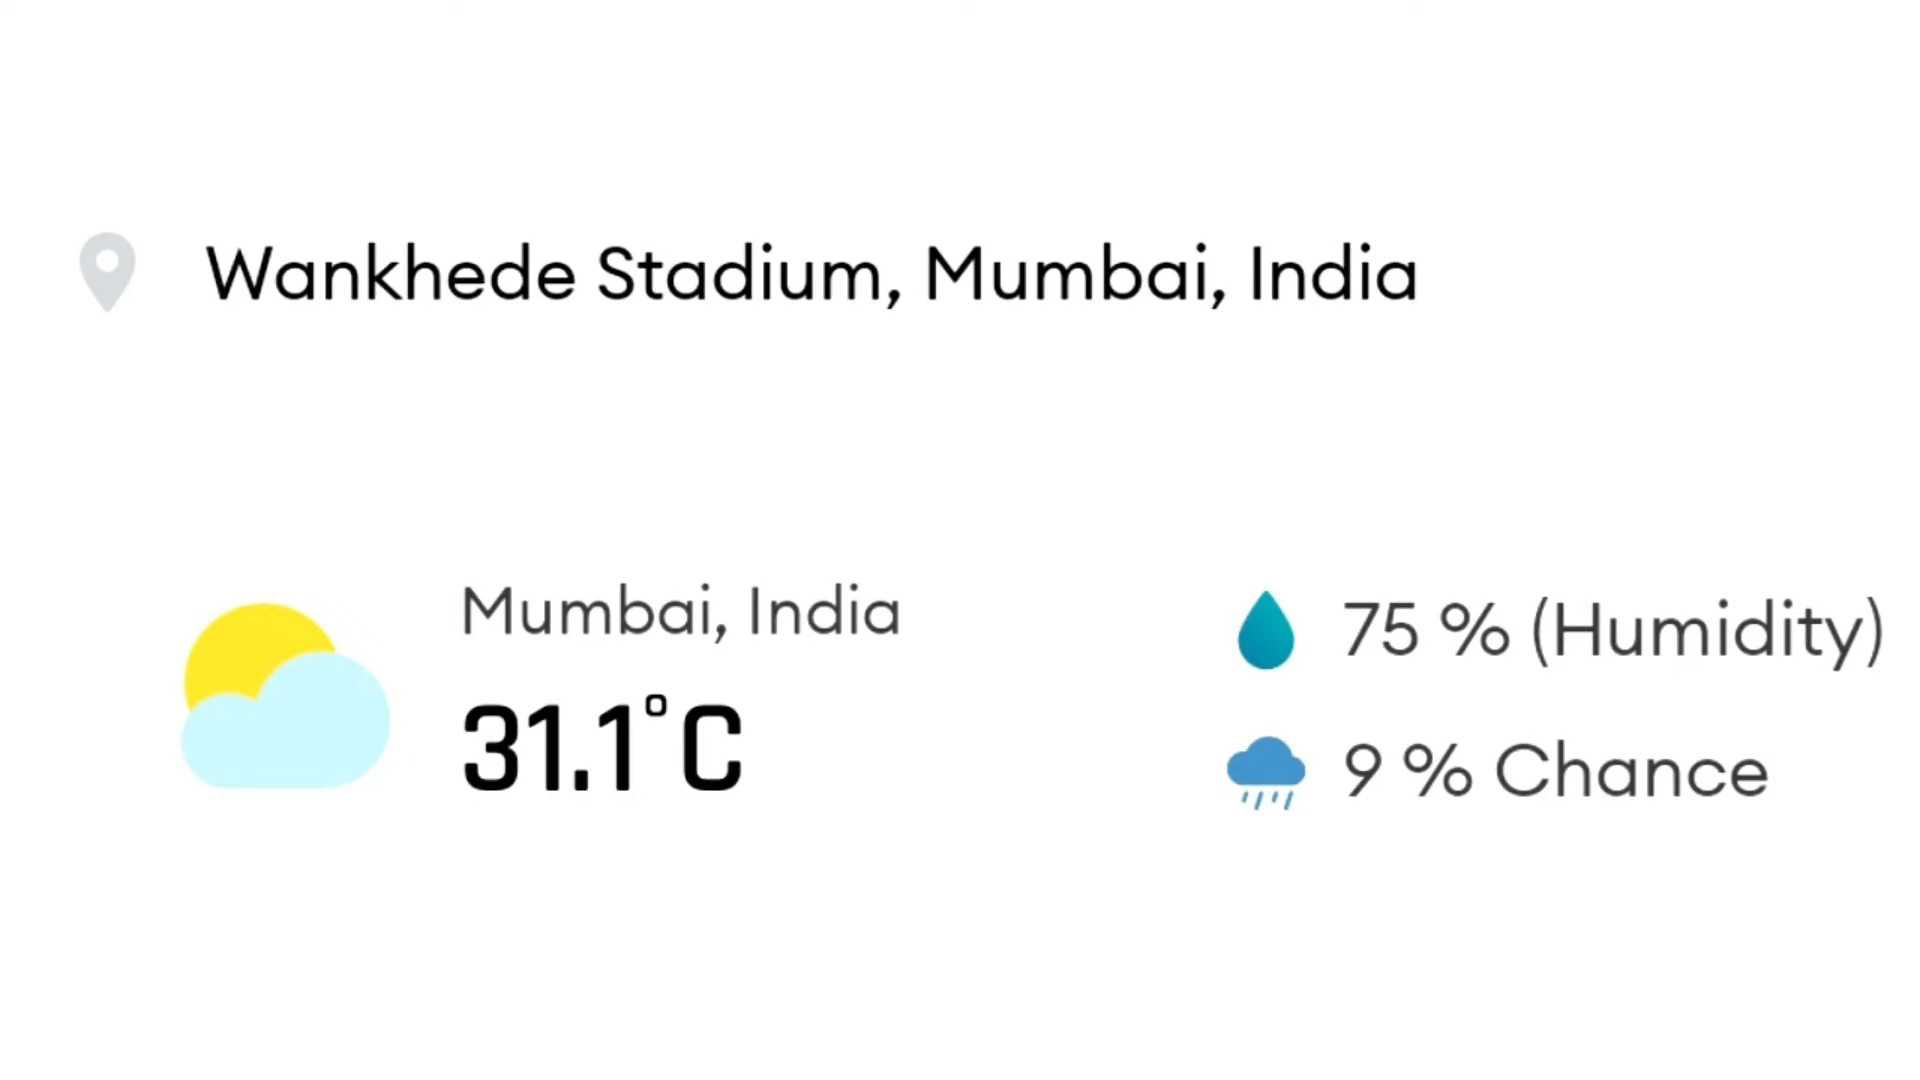 Wankhede Stadium, Mumbai, India
Mumbai, India
31.1°C
75 % (Humidity)
9 % Chance